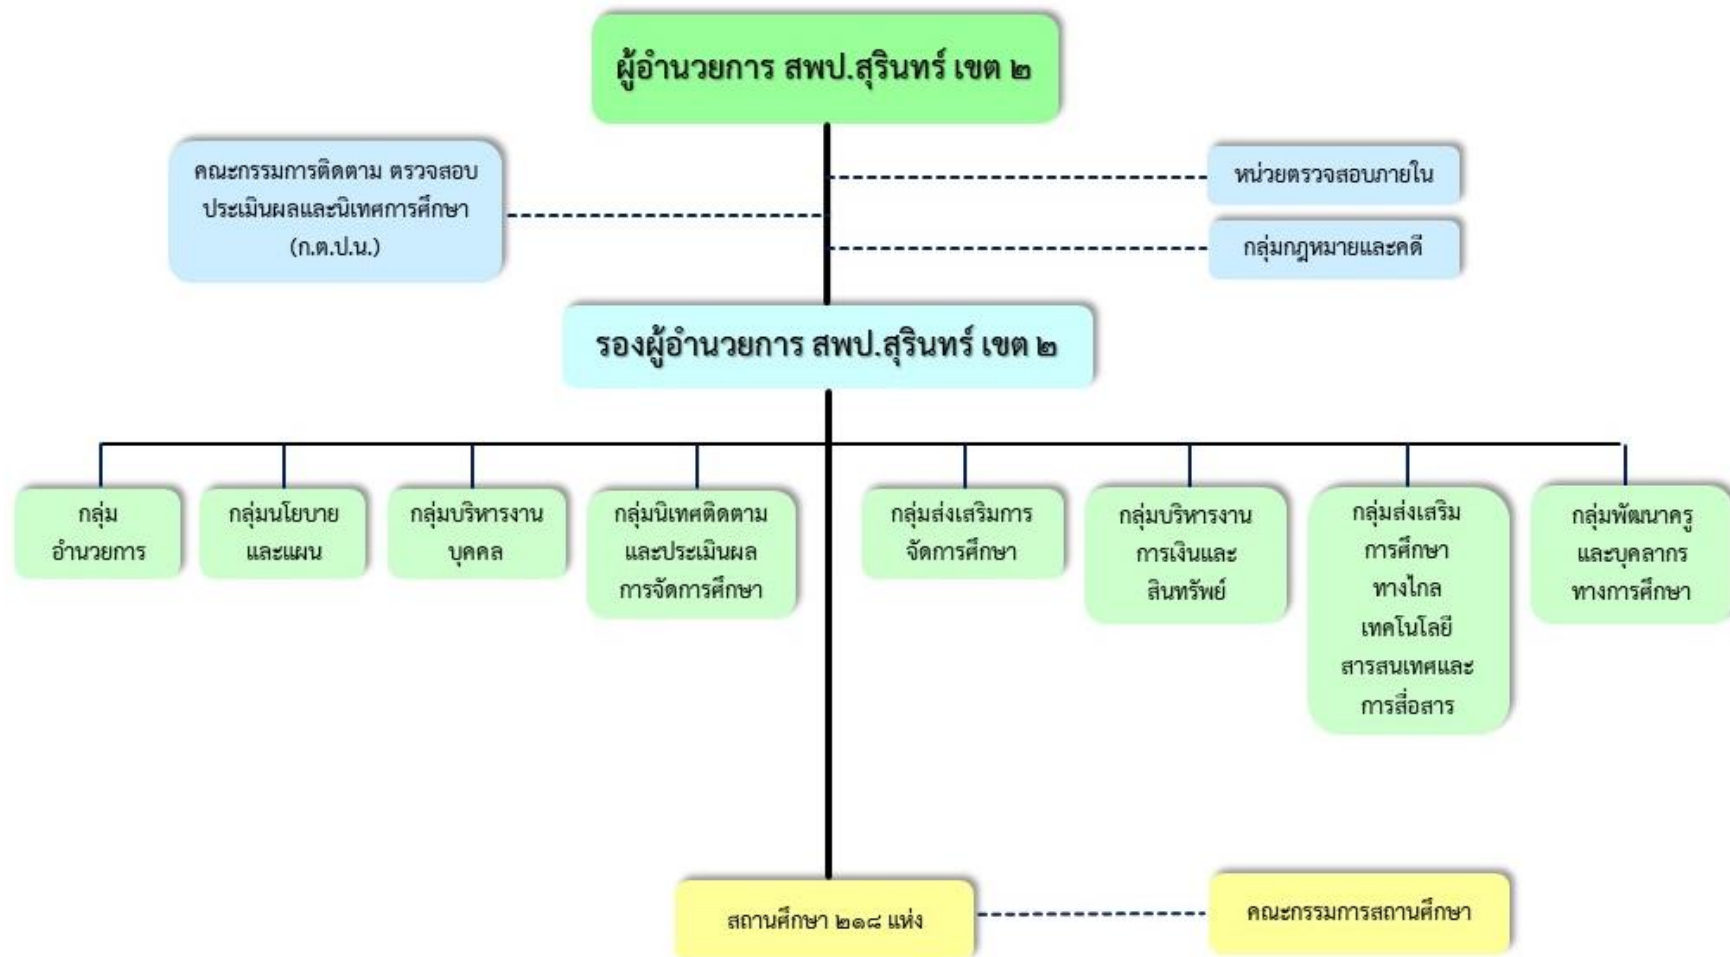 ผู้อำนวยการ สพป.สุรินทร์ เขต ๒
คณะกรรมการติดตาม ตรวจสอบ
ประเมินผลและนิเทศการศึกษา
(ก.ต.ป.น.)
หน่วยตรวจสอบภายใน
กลุ่มกฎหมายและคดี
รองผู้อำนวยการ สพป.สุรินทร์ เขต ๒
กลุ่ม
อำนวยการ
กลุ่มนโยบาย
และแผน
กลุ่มบริหารงาน
บุคคล
กลุ่มนิเทศติดตาม
และประเมินผล
การจัดการศึกษา
กลุ่มส่งเสริมการ
จัดการศึกษา
กลุ่มบริหารงาน
การเงินและ
สินทรัพย์
กลุ่มส่งเสริม
การศึกษา
ทางไกล
เทคโนโลยี
สารสนเทศและ
การสื่อสาร
กลุ่มพัฒนาครู
และบุคลากร
ทางการศึกษา
สถานศึกษา ๒๑๘ แห่ง
คณะกรรมการสถานศึกษา